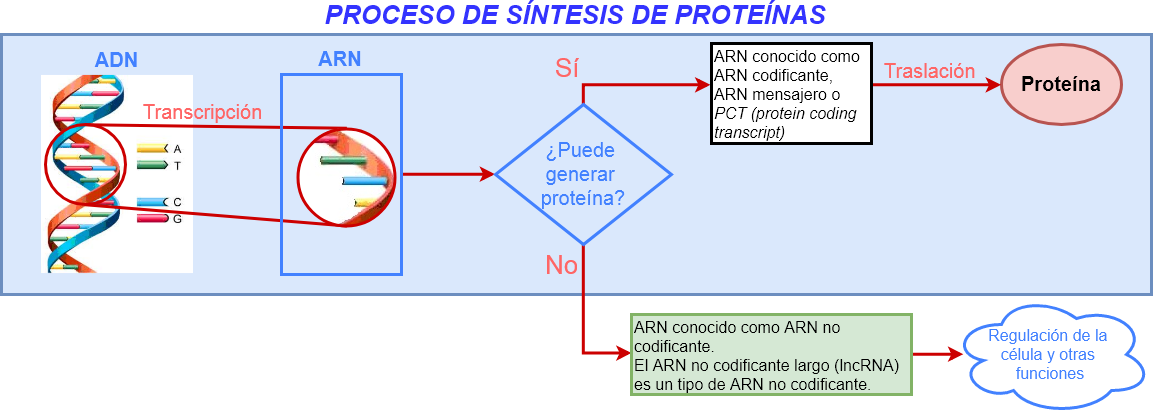 PROCESO DE SÍNTESIS DE PROTEÍNAS
ADN
ARN
Transcripción
A
T
C
G
¿Puede
generar
proteína?
Sí
ARN conocido como
ARN codificante,
ARN mensajero o
PCT (protein coding
transcript)
Traslación
Proteína
No
ARN conocido como ARN no
codificante.
El ARN no codificante largo (lncRNA)
es un tipo de ARN no codificante.
Regulación de la
célula y otras
funciones